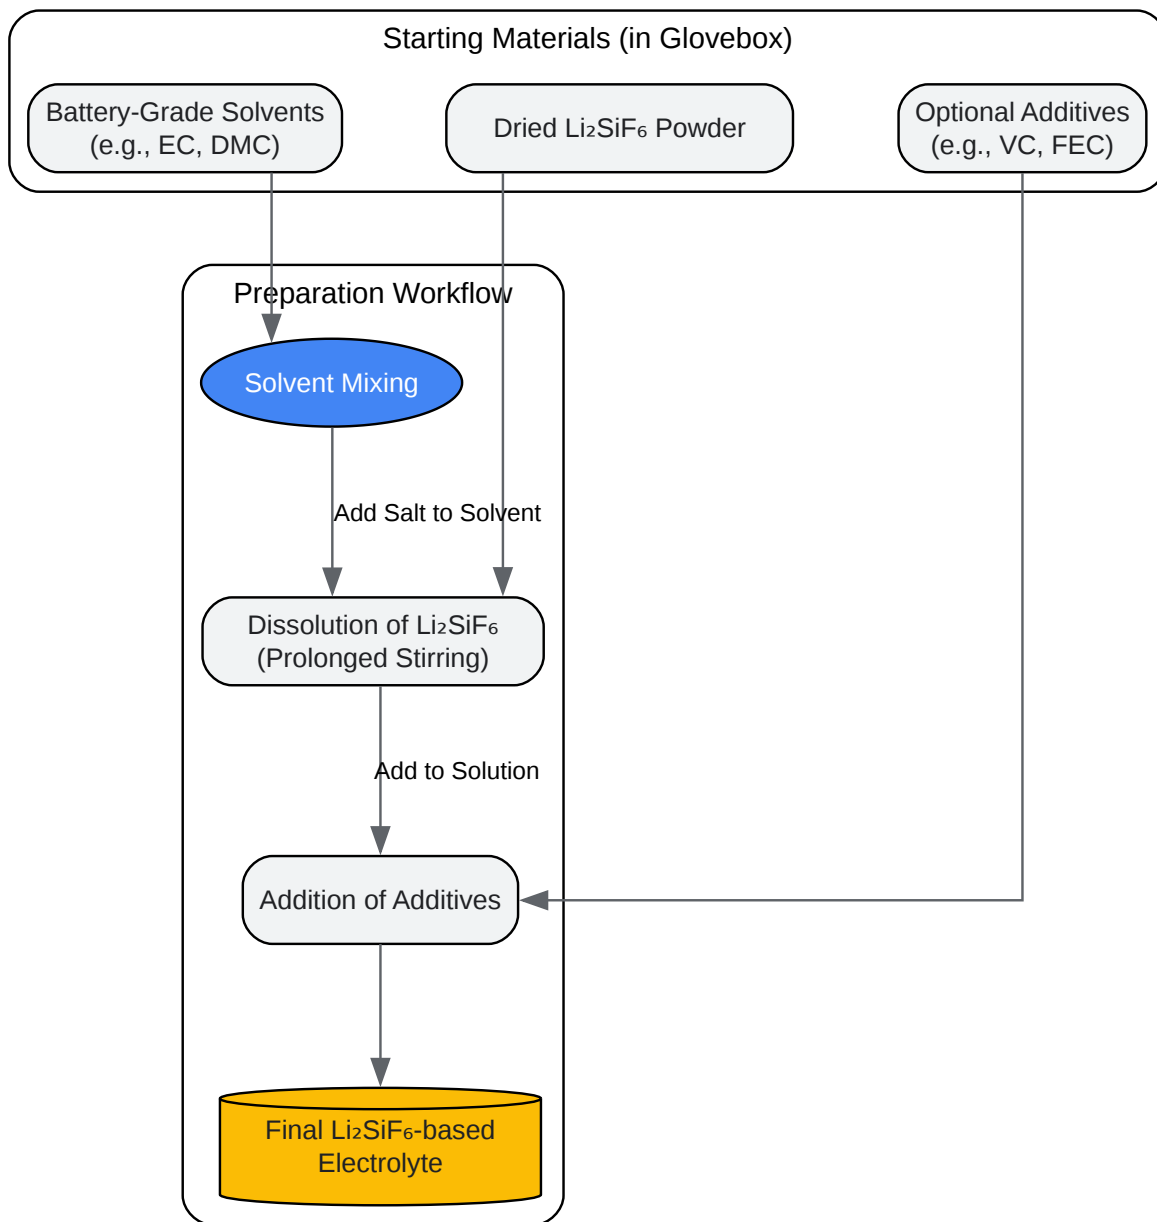 Starting Materials (in Glovebox)
Battery-Grade Solvents
(e.g., EC, DMC)
Dried Li₂SiF₆ Powder
Optional Additives
(e.g., VC, FEC)
Preparation Workflow
Solvent Mixing
Add Salt to Solvent
Dissolution of Li₂SiF₆
(Prolonged Stirring)
Add to Solution
Addition of Additives
Final Li₂SiF₆-based
Electrolyte